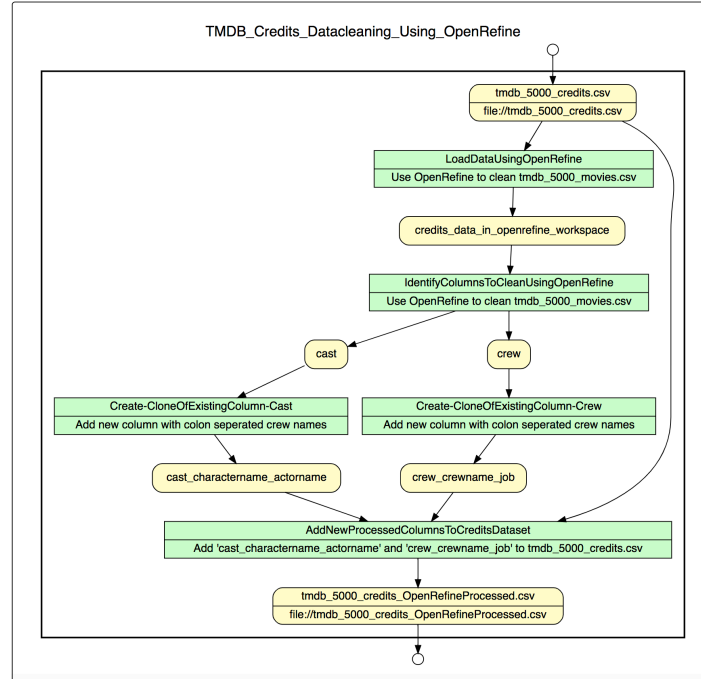 TMDB_Credits_Datacleaning_Using_OpenRefine
tmdb_5000_credits.csv
file://tmdb_5000_credits.csv
LoadDataUsingOpenRefine
Use OpenRefine to clean tmdb_5000_movies.csv
credits_data_in_openrefine_workspace
IdentifyColumnsToCleanUsingOpenRefine
Use OpenRefine to clean tmdb_5000_movies.csv
cast
crew
Create-CloneOfExistingColumn-Cast
Add new column with colon seperated crew names
Create-CloneOfExistingColumn-Crew
Add new column with colon seperated crew names
cast_charactername_actorname
crew_crewname_job
AddNewProcessedColumnsToCreditsDataset
Add 'cast_charactername_actorname' and 'crew_crewname_job' to tmdb_5000_credits.csv
tmdb_5000_credits_OpenRefineProcessed.csv
file://tmdb_5000_credits_OpenRefineProcessed.csv